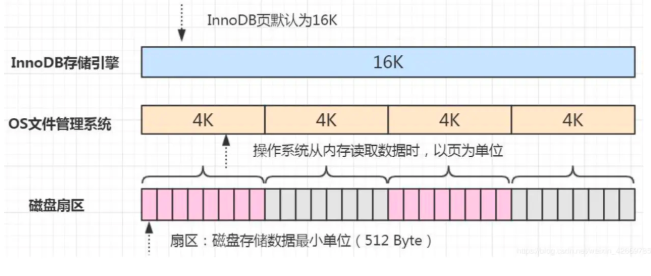 InnoDB页默认为16K
InnoDB存储引擎
16K
OS文件管理系统
4K 4K 4K 4K
操作系统从内存读取数据时，以页为单位
磁盘扇区
扇区：磁盘存储数据最小单位（512 Byte）